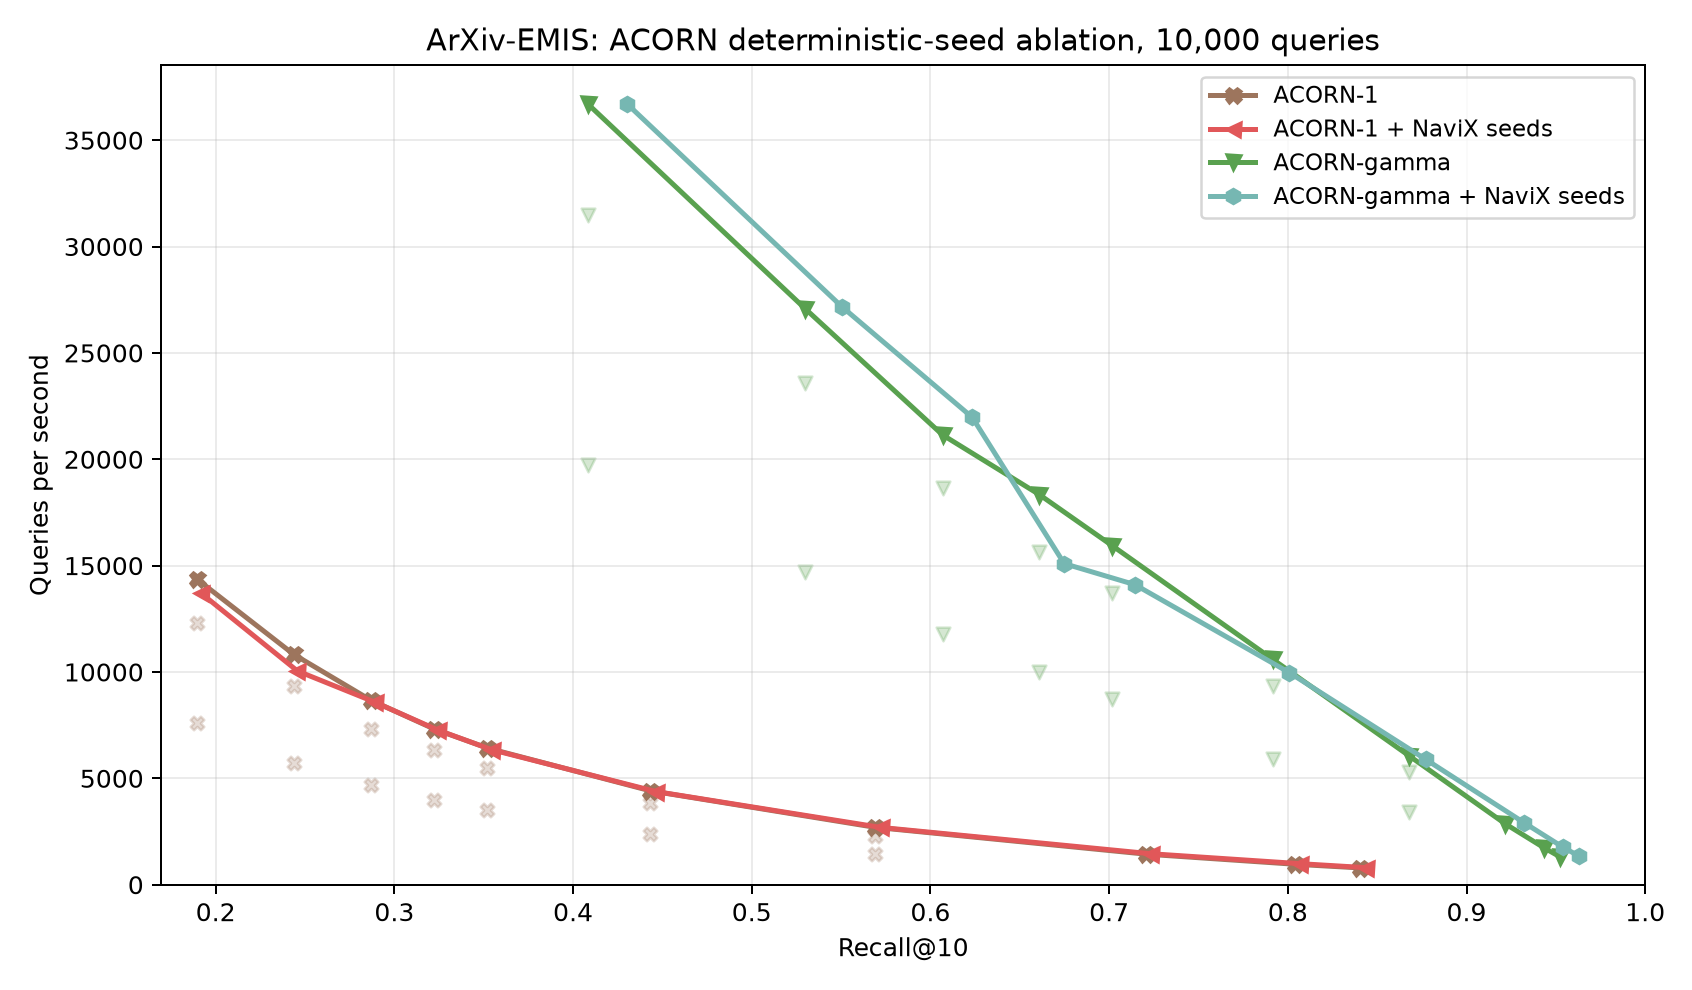 ArXiv-EMIS: ACORN deterministic-seed ablation, 10,000 queries
ACORN-1
ACORN-1 + NaviX seeds
ACORN-gamma
ACORN-gamma + NaviX seeds
Queries per second
35000
30000
25000
20000
15000
10000
5000
0
0.2 0.3 0.4 0.5 0.6 0.7 0.8 0.9 1.0
Recall@10